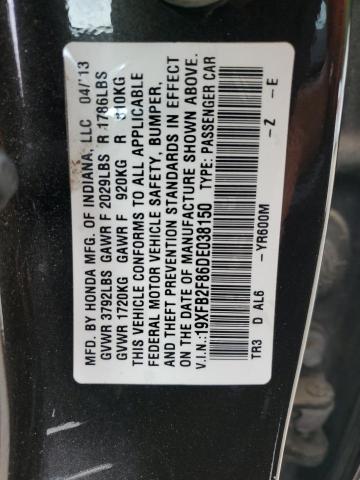 MFD. BY HONDA MFG. OF INDIANA, LLC 04/13
GVWR 3792LBS GAWR F 2029LBS R 1786LBS
GVWR 1720KG GAWR F 920KG R 810KG
THIS VEHICLE CONFORMS TO ALL APPLICABLE
FEDERAL MOTOR VEHICLE SAFETY, BUMPER,
AND THEFT PREVENTION STANDARDS IN EFFECT
ON THE DATE OF MANUFACTURE SHOWN ABOVE.
V.I.N.:19XFB2F86DE038150 TYPE: PASSENGER CAR
TR3 D AL6 -YR600M -Z -E